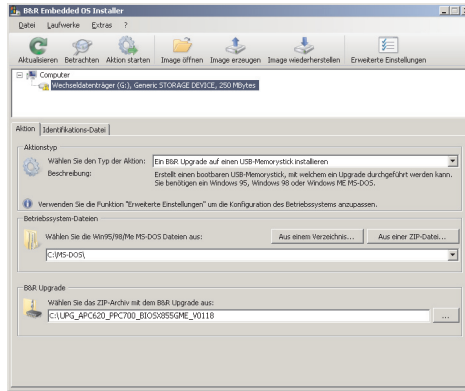 B&R Embedded OS Installer
Datei Laufwerke Extras ?
Aktualisieren Betrachten Aktion starten Image öffnen Image erzeugen Image wiederherstellen Erweiterte Einstellungen
Computer
Wechseldatenträger (G:), Generic STORAGE DEVICE, 250 MBytes
Aktion Identifikations-Datei
Aktionstyp
Wählen Sie den Typ der Aktion: Ein B&R Upgrade auf einen USB-Memorystick installieren
Beschreibung: Erstellt einen bootbaren USB-Memorystick, mit welchem ein Upgrade durchgeführt werden kann.
Sie benötigen ein Windows 95, Windows 98 oder Windows ME MS-DOS.
Verwenden Sie die Funktion "Erweiterte Einstellungen" um die Konfiguration des Betriebssystems anzupassen.
Betriebssystem-Dateien
Wählen Sie die Win95/98/Me MS-DOS Dateien aus: Aus einem Verzeichnis... Aus einer ZIP-Datei...
C:\MS-DOS\
B&R Upgrade
Wählen Sie das ZIP-Archiv mit dem B&R Upgrade aus:
C:\UPG_APC620_PPC700_BIOSX855GME_V0118 ...